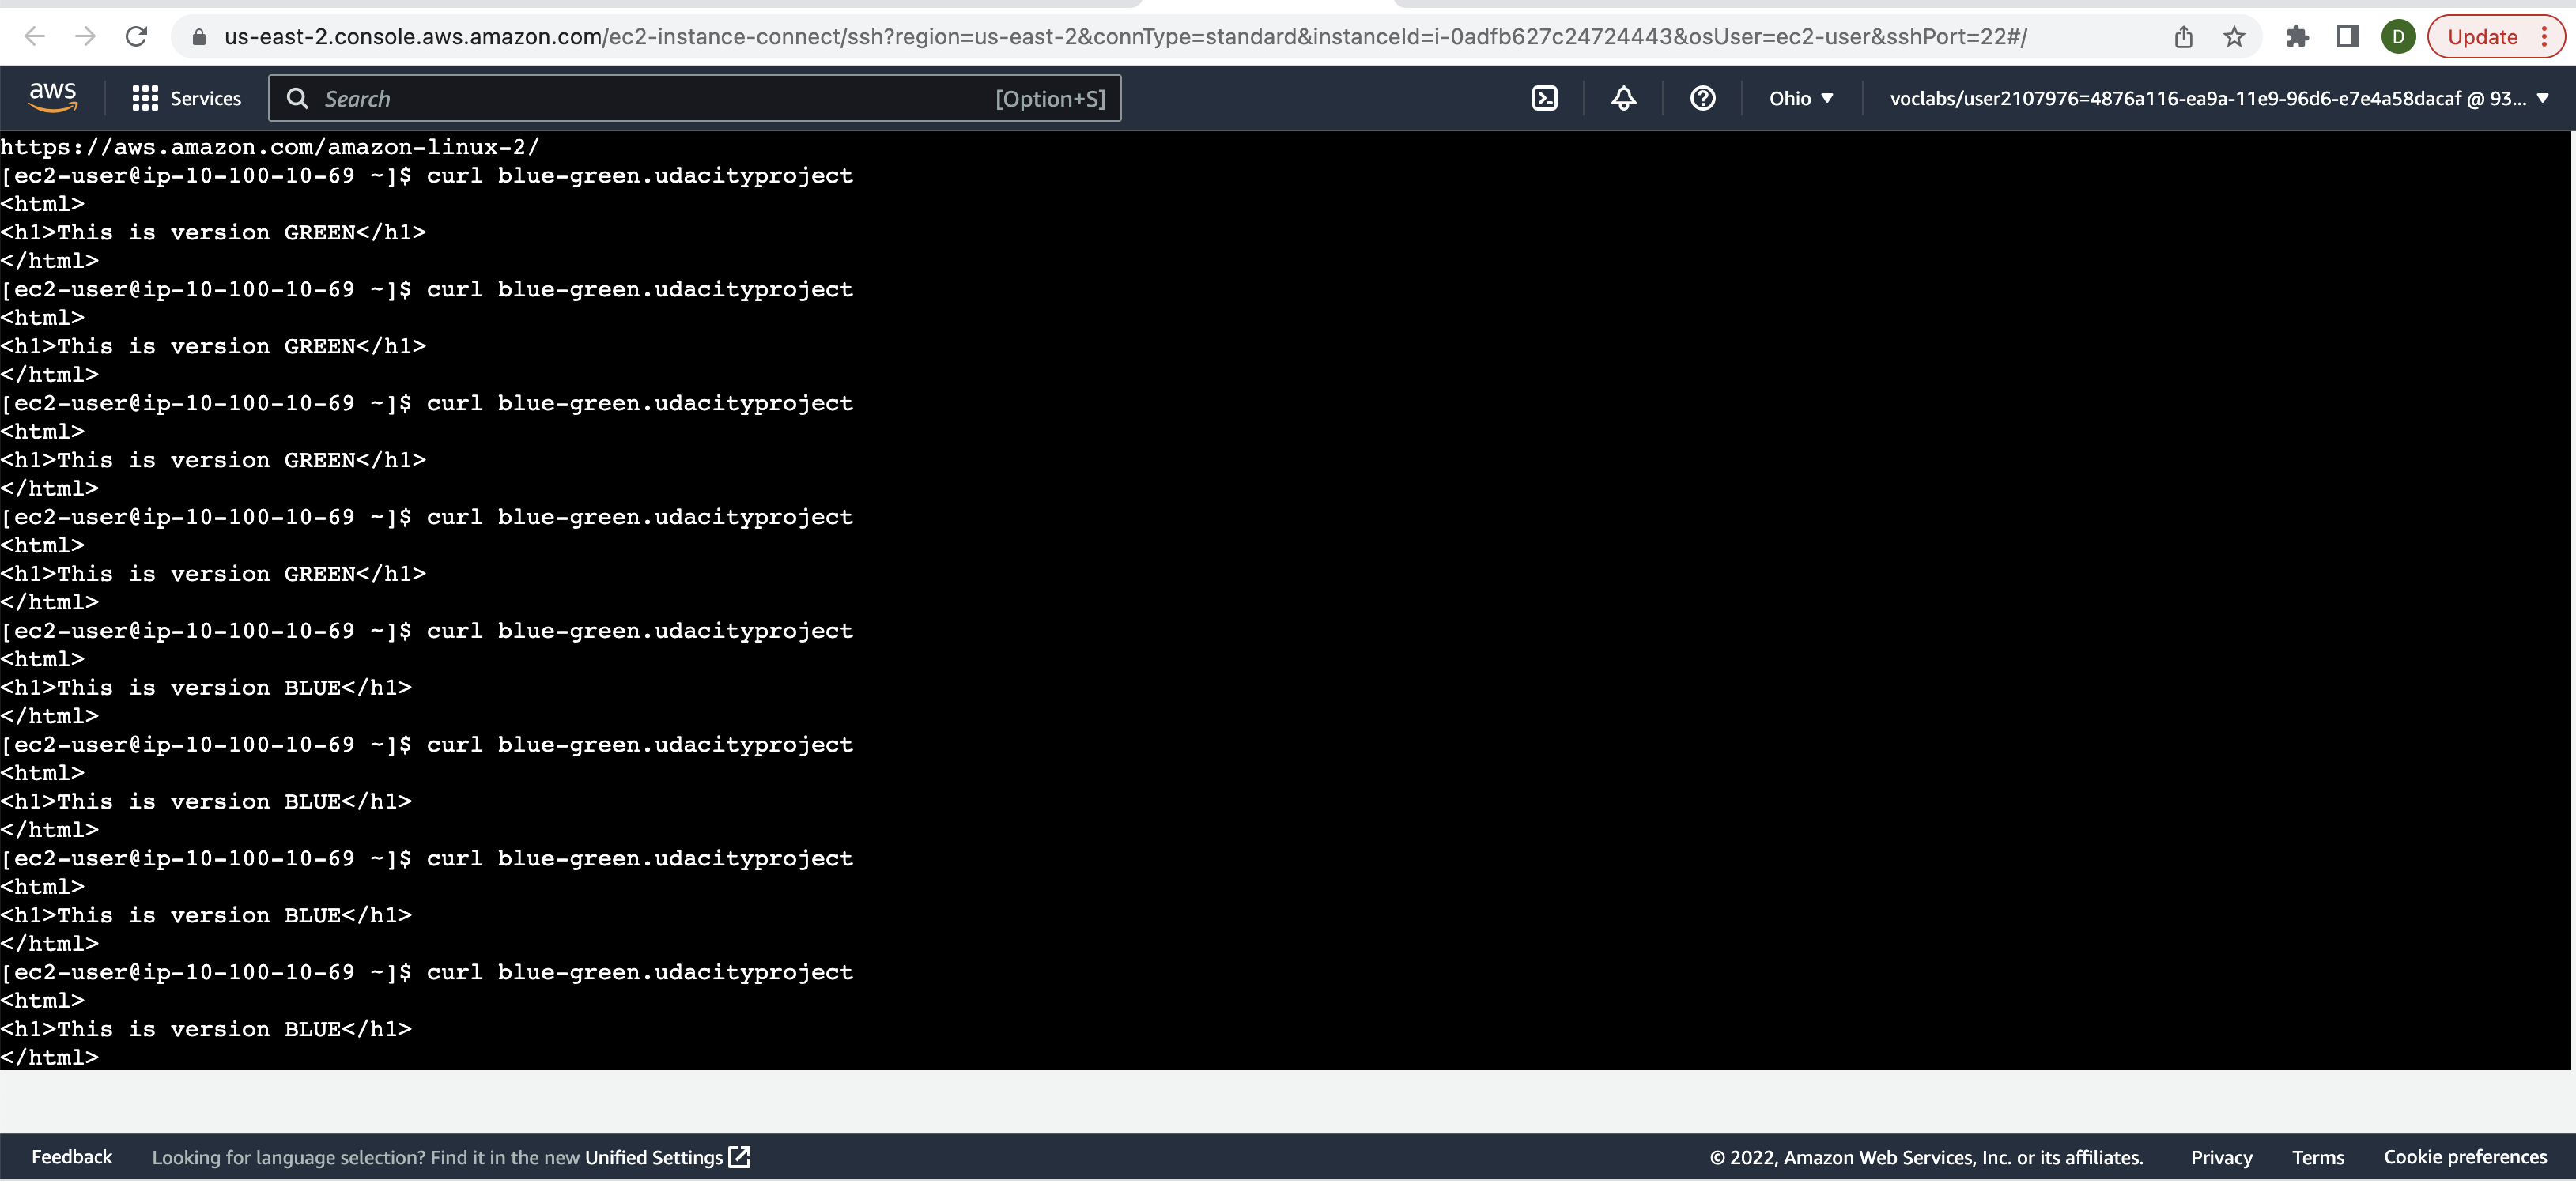 us-east-2.console.aws.amazon.com/ec2-instance-connect/ssh?region=us-east-2&connType=standard&instanceId=i-0adfb627c24724443&osUser=ec2-user&sshPort=22#/
D
Update
aws
Services
Search
[Option+S]
Ohio
voclabs/user2107976=4876a116-ea9a-11e9-96d6-e7e4a58dacaf @ 93...
https://aws.amazon.com/amazon-linux-2/
[ec2-user@ip-10-100-10-69 ~]$ curl blue-green.udacityproject
<html>
<h1>This is version GREEN</h1>
</html>
[ec2-user@ip-10-100-10-69 ~]$ curl blue-green.udacityproject
<html>
<h1>This is version GREEN</h1>
</html>
[ec2-user@ip-10-100-10-69 ~]$ curl blue-green.udacityproject
<html>
<h1>This is version GREEN</h1>
</html>
[ec2-user@ip-10-100-10-69 ~]$ curl blue-green.udacityproject
<html>
<h1>This is version GREEN</h1>
</html>
[ec2-user@ip-10-100-10-69 ~]$ curl blue-green.udacityproject
<html>
<h1>This is version BLUE</h1>
</html>
[ec2-user@ip-10-100-10-69 ~]$ curl blue-green.udacityproject
<html>
<h1>This is version BLUE</h1>
</html>
[ec2-user@ip-10-100-10-69 ~]$ curl blue-green.udacityproject
<html>
<h1>This is version BLUE</h1>
</html>
[ec2-user@ip-10-100-10-69 ~]$ curl blue-green.udacityproject
<html>
<h1>This is version BLUE</h1>
</html>
Feedback
Looking for language selection? Find it in the new Unified Settings
© 2022, Amazon Web Services, Inc. or its affiliates.
Privacy
Terms
Cookie preferences